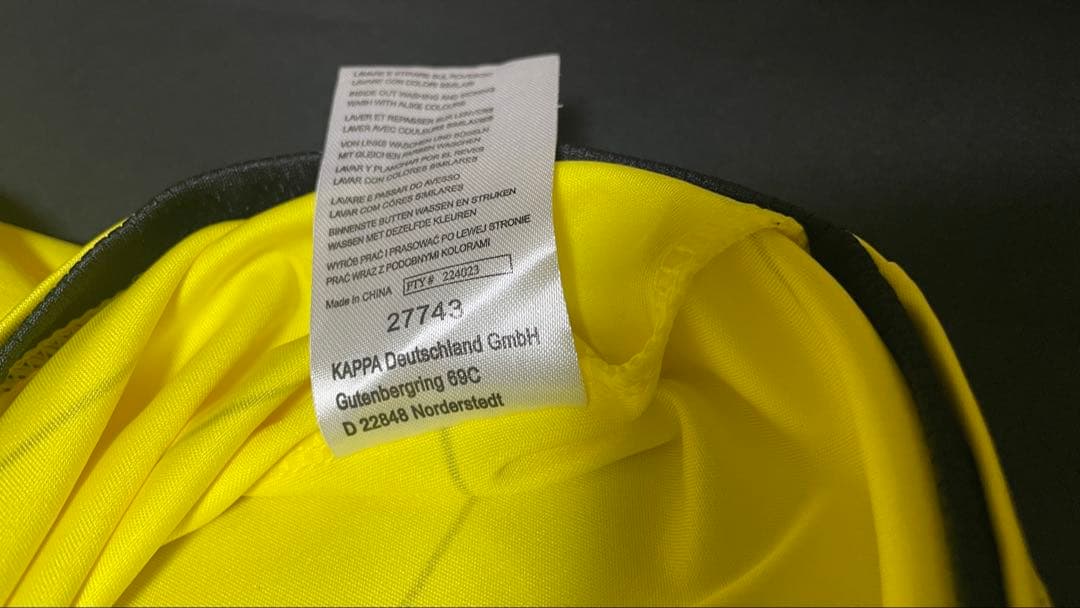 LAVARE E STIRARE SUL ROVESCIO
LAVARE CON COLORI SIMILARI
INSIDE OUT WASHING AND IRONING
WASH WITH ALIKE COLOURS
LAVER ET REPASSER SUR L'ENVERS
LAVER AVEC COULEURS SIMILAIRES
VON LINKS WASCHEN UND BÜGELN
MIT GLEICHEN FARBEN WASCHEN
LAVAR Y PLANCHAR POR EL REVES
LAVAR CON COLORES SIMILARES
LAVARE E PASSAR DO AVESSO
LAVAR COM CÓRES SIMILARES
BINNENSTE BUTTEN WASSEN EN STRIJKEN
WASSEN MET DEZELFDE KLEUREN
WYRÓB PRAĆ I PRASOWAĆ PO LEWEJ STRONIE
PRAĆ WRAZ Z PODOBNYMI KOLORAMI
Made in CHINA FTY# 224023
27743
KAPPA Deutschland GmbH
Gutenbergring 69C
D 22848 Norderstedt